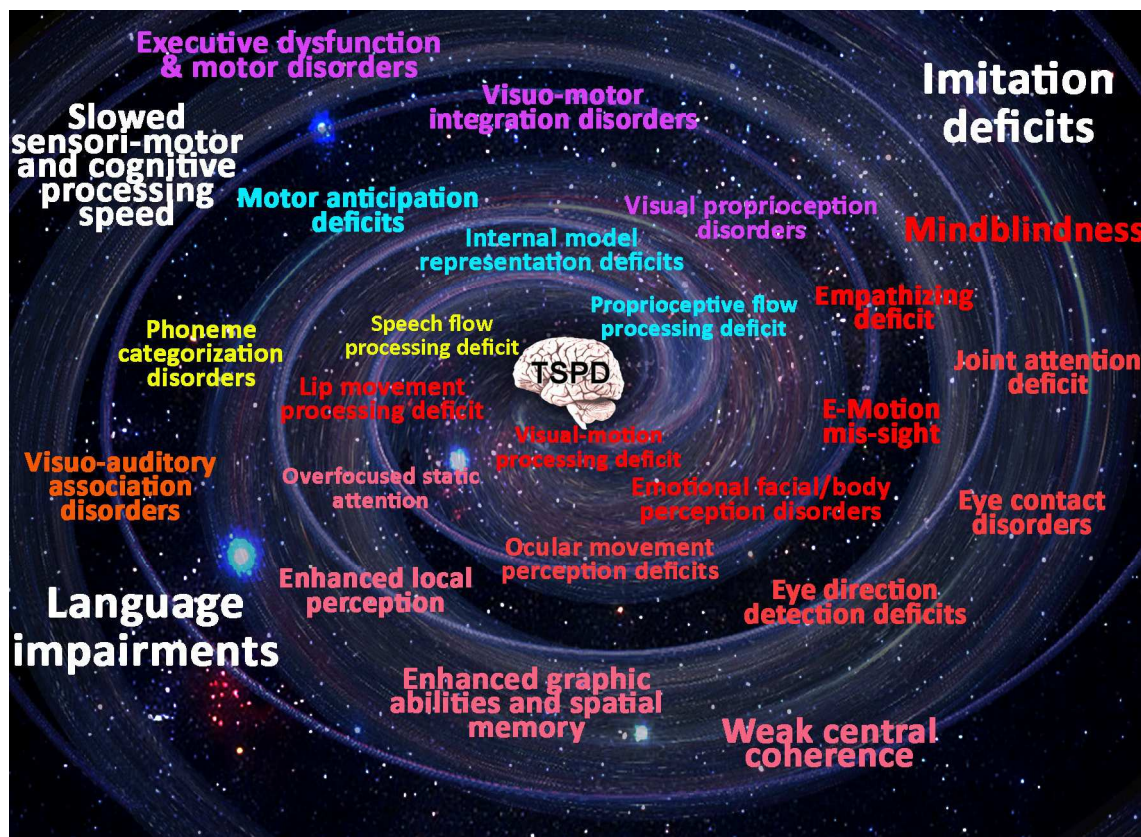 Executive dysfunction
& motor disorders
Imitation
deficits
Slowed
sensori-motor
and cognitive
processing
speed
Visuo-motor
integration disorders
Motor anticipation
deficits
Visual proprioception
disorders
Mindblindness
Internal model
representation deficits
Proprioceptive flow
processing deficit
Empathizing
deficit
Phoneme
categorization
disorders
Speech flow
processing deficit
TSPD
Joint attention
deficit
Lip movement
processing deficit
E-Motion
mis-sight
Visual-motion
processing deficit
Visuo-auditory
association
disorders
Overfocused static
attention
Emotional facial/body
perception disorders
Eye contact
disorders
Ocular movement
perception deficits
Enhanced local
perception
Eye direction
detection deficits
Language
impairments
Enhanced graphic
abilities and spatial
memory
Weak central
coherence